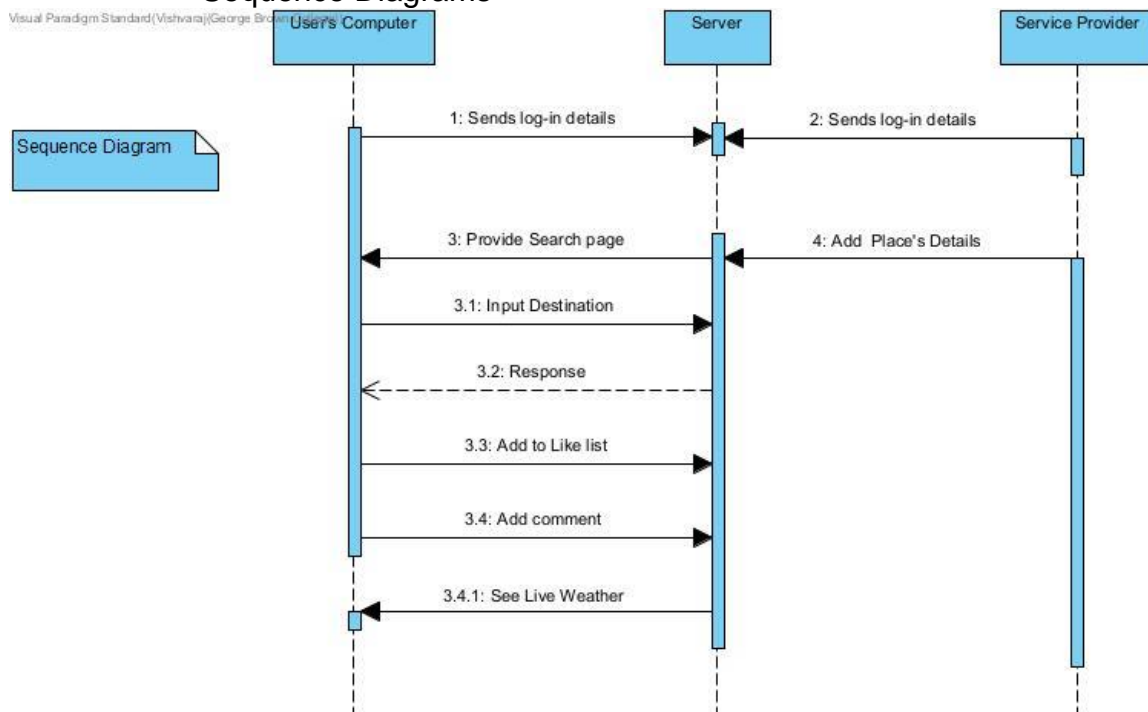 Sequence Diagrams
Visual Paradigm Standard(Vishvaraj(George Brown
User's Computer
Server
Service Provider
1: Sends log-in details
2: Sends log-in details
Sequence Diagram
3: Provide Search page
4: Add Place's Details
3.1: Input Destination
3.2: Response
3.3: Add to Like list
3.4: Add comment
3.4.1: See Live Weather